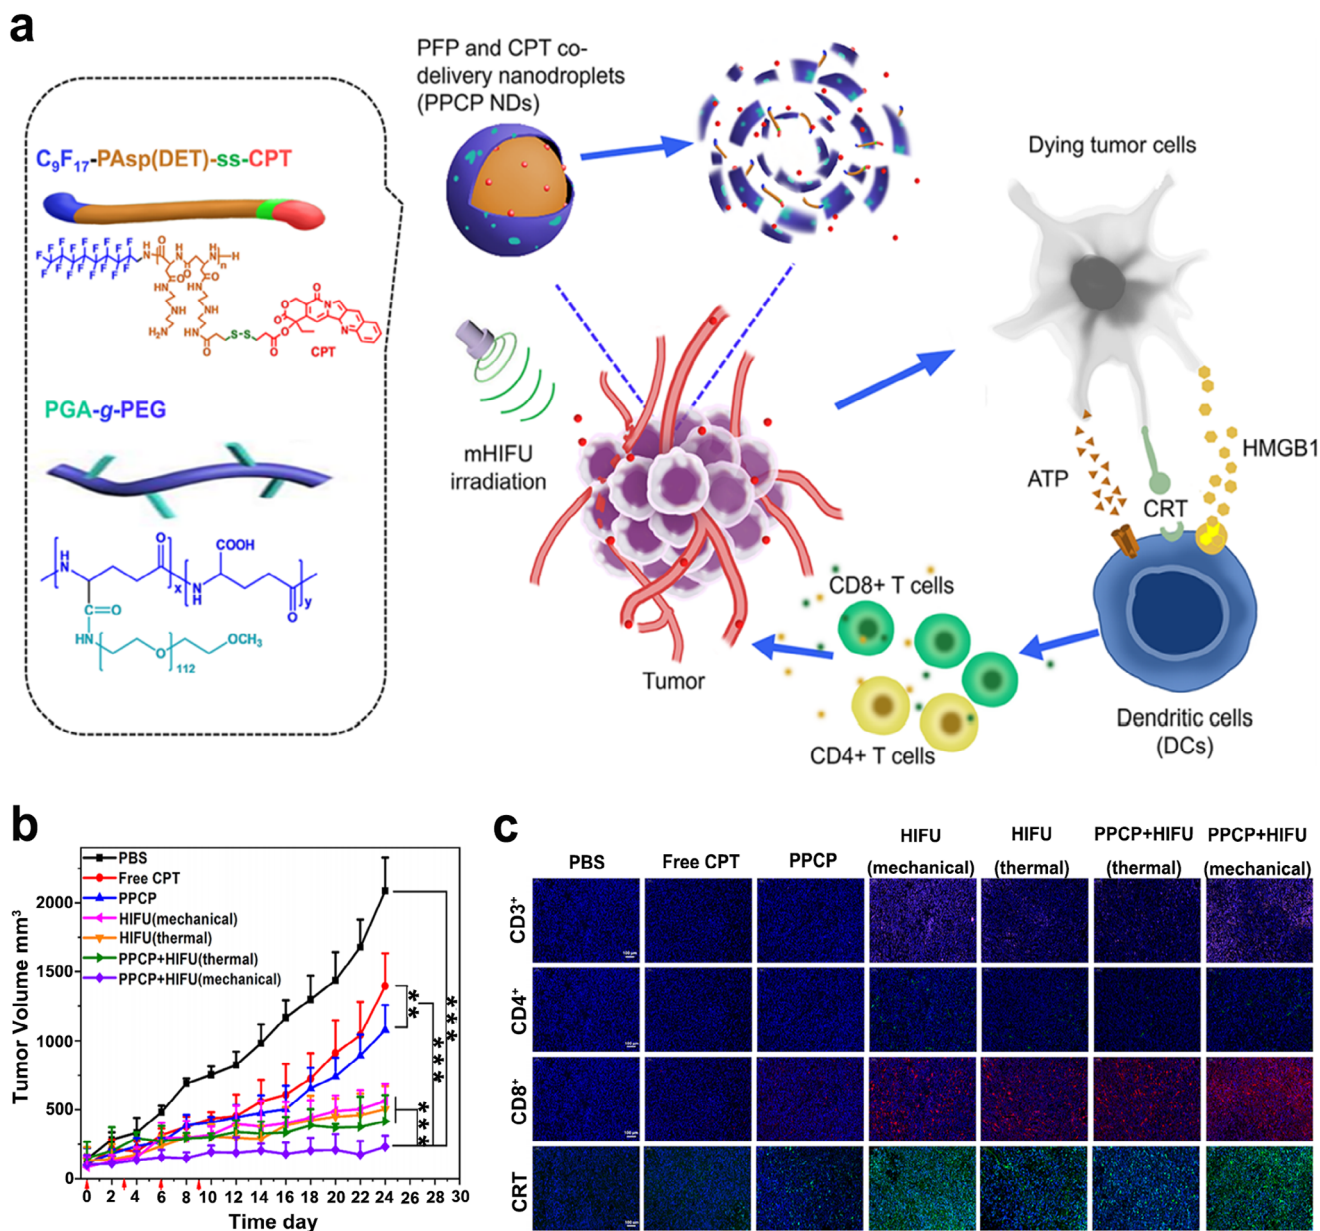 a
PFP and CPT co-
delivery nanodroplets
(PPCP NDs)
C₉F₁₇-PAsp(DET)-ss-CPT
CPT
PGA-g-PEG
COOH
OCH₃
112
mHIFU
irradiation
Tumor
Dying tumor cells
ATP
CRT
HMGB1
CD8+ T cells
CD4+ T cells
Dendritic cells
(DCs)
b
PBS
Free CPT
PPCP
HIFU(mechanical)
HIFU(thermal)
PPCP+HIFU(thermal)
PPCP+HIFU(mechanical)
Tumor Volume mm³
2000
1500
1000
500
0
0 2 4 6 8 10 12 14 16 18 20 22 24 26 28 30
Time day
**
***
***
***
c
PBS
Free CPT
PPCP
HIFU
(mechanical)
HIFU
(thermal)
PPCP+HIFU
(thermal)
PPCP+HIFU
(mechanical)
CD3⁺
CD4⁺
CD8⁺
CRT